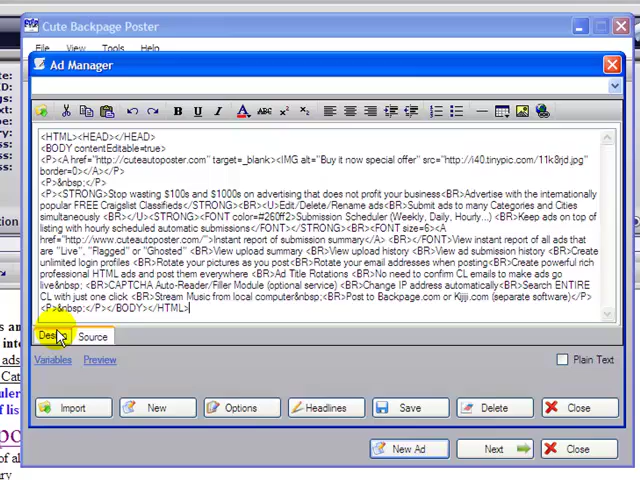 Cute Backpage Poster
File View Tools Help
Ad Manager
B U ABC
<HTML><HEAD></HEAD>
<BODY contentEditable=true>
<P><A href="http://cuteautoposter.com" target=_blank><IMG alt="Buy it now special offer" src="http://i40.tinypic.com/11k8rjd.jpg"
border=0></A></P>
<P>&nbsp;</P>
<P><STRONG>Stop wasting $100s and $1000s on advertising that does not profit your business<BR>Advertise with the internationally
popular FREE Craigslist Classifieds</STRONG><BR><U>Edit/Delete/Rename ads<BR>Submit ads to many Categories and Cities
simultaneously <BR></U><STRONG><FONT color=#260ff2>Submission Scheduler (Weekly, Daily, Hourly...) <BR>Keep ads on top of
listing with hourly scheduled automatic submissions</FONT></STRONG><BR><FONT size=6><A
href="http://www.cuteautoposter.com/">Instant report of submission summary</A> <BR></FONT>View instant report of all ads that
are "Live", "Flagged" or "Ghosted" <BR>View upload summary <BR>View upload history <BR>View ad submission history <BR>Create
unlimited login profiles <BR>Rotate your pictures as you post <BR>Rotate your email addresses when posting <BR>Create powerful rich
professional HTML ads and post them everywhere <BR>Ad Title Rotations <BR>No need to confirm CL emails to make ads go
live&nbsp;<BR>CAPTCHA Auto-Reader/Filler Module (optional service) <BR>Change IP address automatically<BR>Search ENTIRE
CL with just one click <BR>Stream Music from local computer&nbsp;<BR>Post to Backpage.com or Kijiji.com (separate software)</P>
<P>&nbsp;</P></BODY></HTML>
Source
Variables Preview Plain Text
Import New Options Headlines Save Delete Close
New Ad Next Close